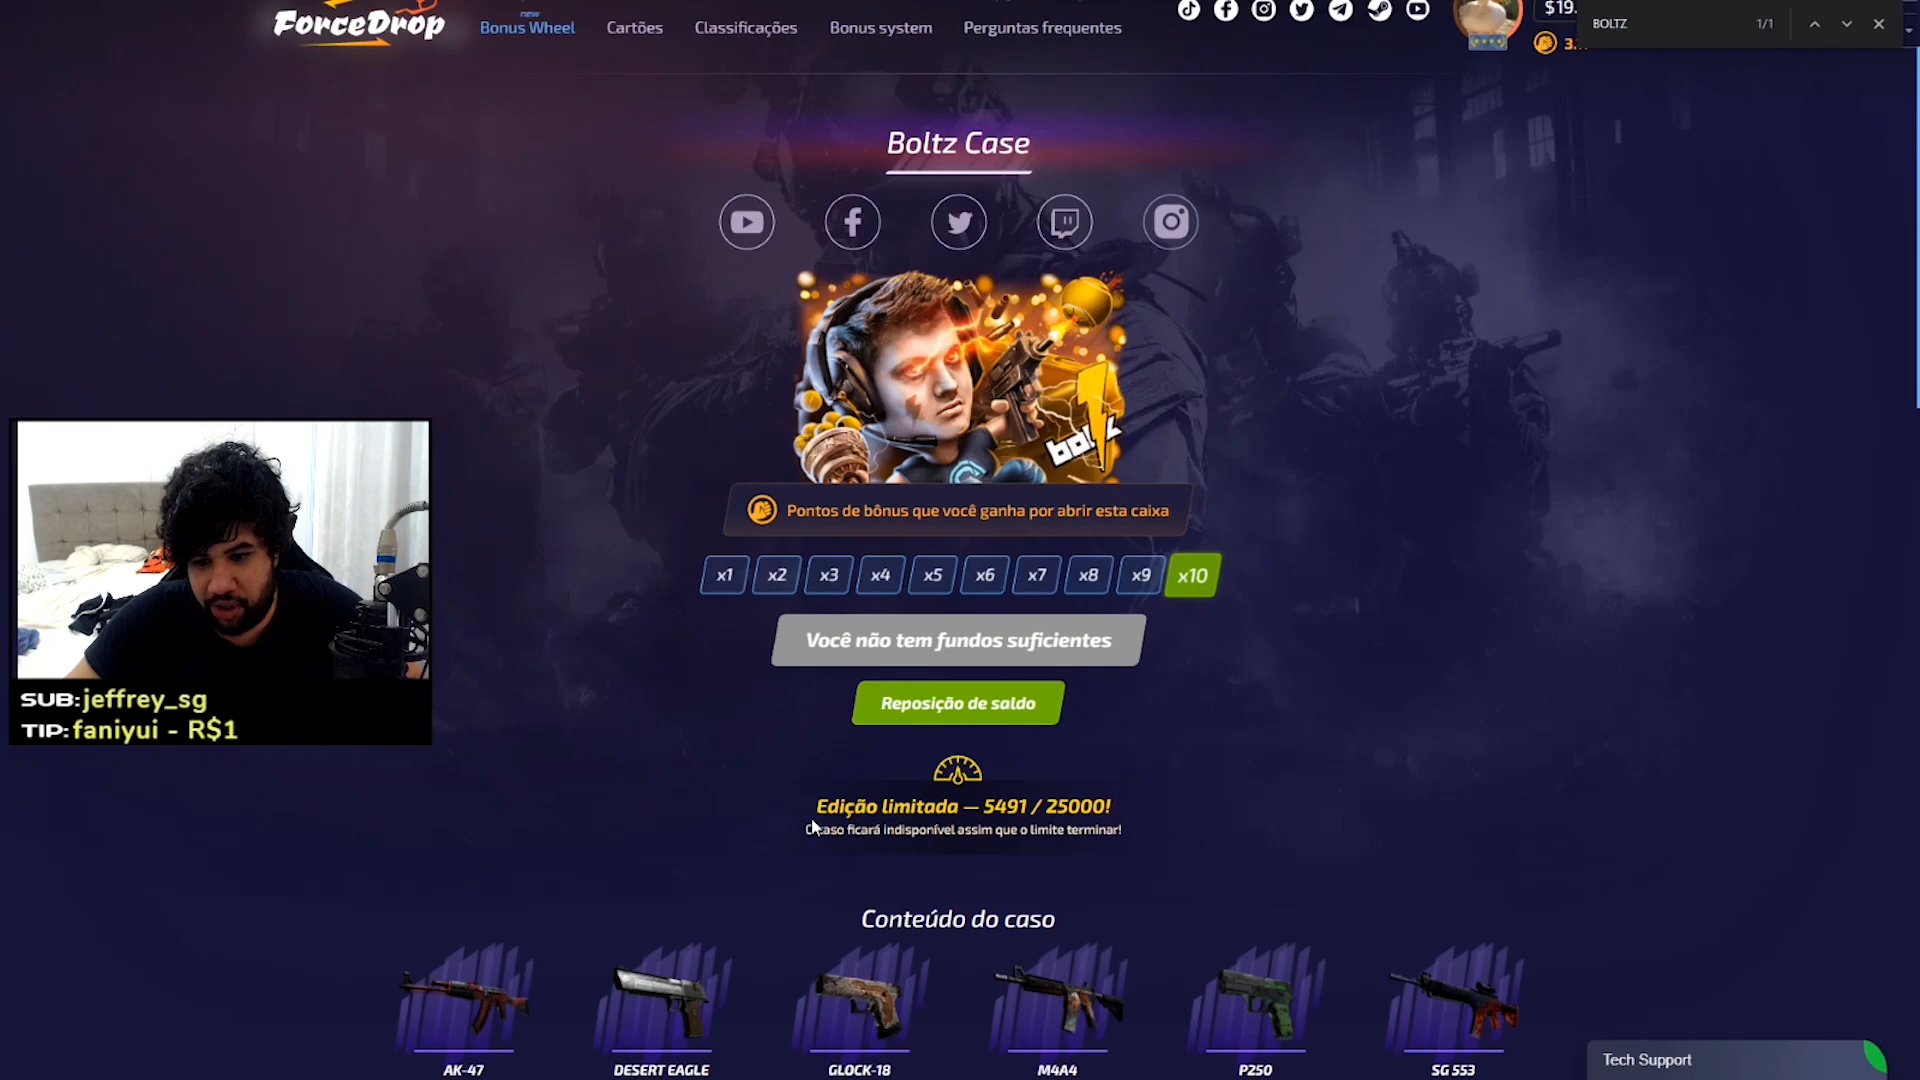 ForceDrop
new
Bonus Wheel
Cartões
Classificações
Bonus system
Perguntas frequentes
$19.
3.
BOLTZ
1/1
Boltz Case
boltz
Pontos de bônus que você ganha por abrir esta caixa
x1 x2 x3 x4 x5 x6 x7 x8 x9 x10
Você não tem fundos suficientes
Reposição de saldo
SUB:jeffrey_sg
TIP:faniyui - R$1
Edição limitada — 5491 / 25000!
O caso ficará indisponível assim que o limite terminar!
Conteúdo do caso
AK-47
DESERT EAGLE
GLOCK-18
M4A4
P250
SG 553
Tech Support